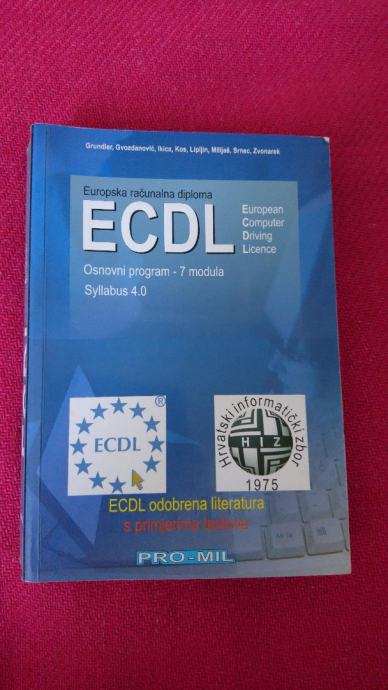 Grundler, Gvozdanović, Ikica, Kos, Lipljin, Milijaš, Srnec, Zvonarek
Europska računalna diploma
ECDL
European
Computer
Driving
Licence
Osnovni program - 7 modula
Syllabus 4.0
ECDL
®
Hrvatski informatički zbor
HIZ
1975
ECDL odobrena literatura
s primjerima testova
PRO-MIL